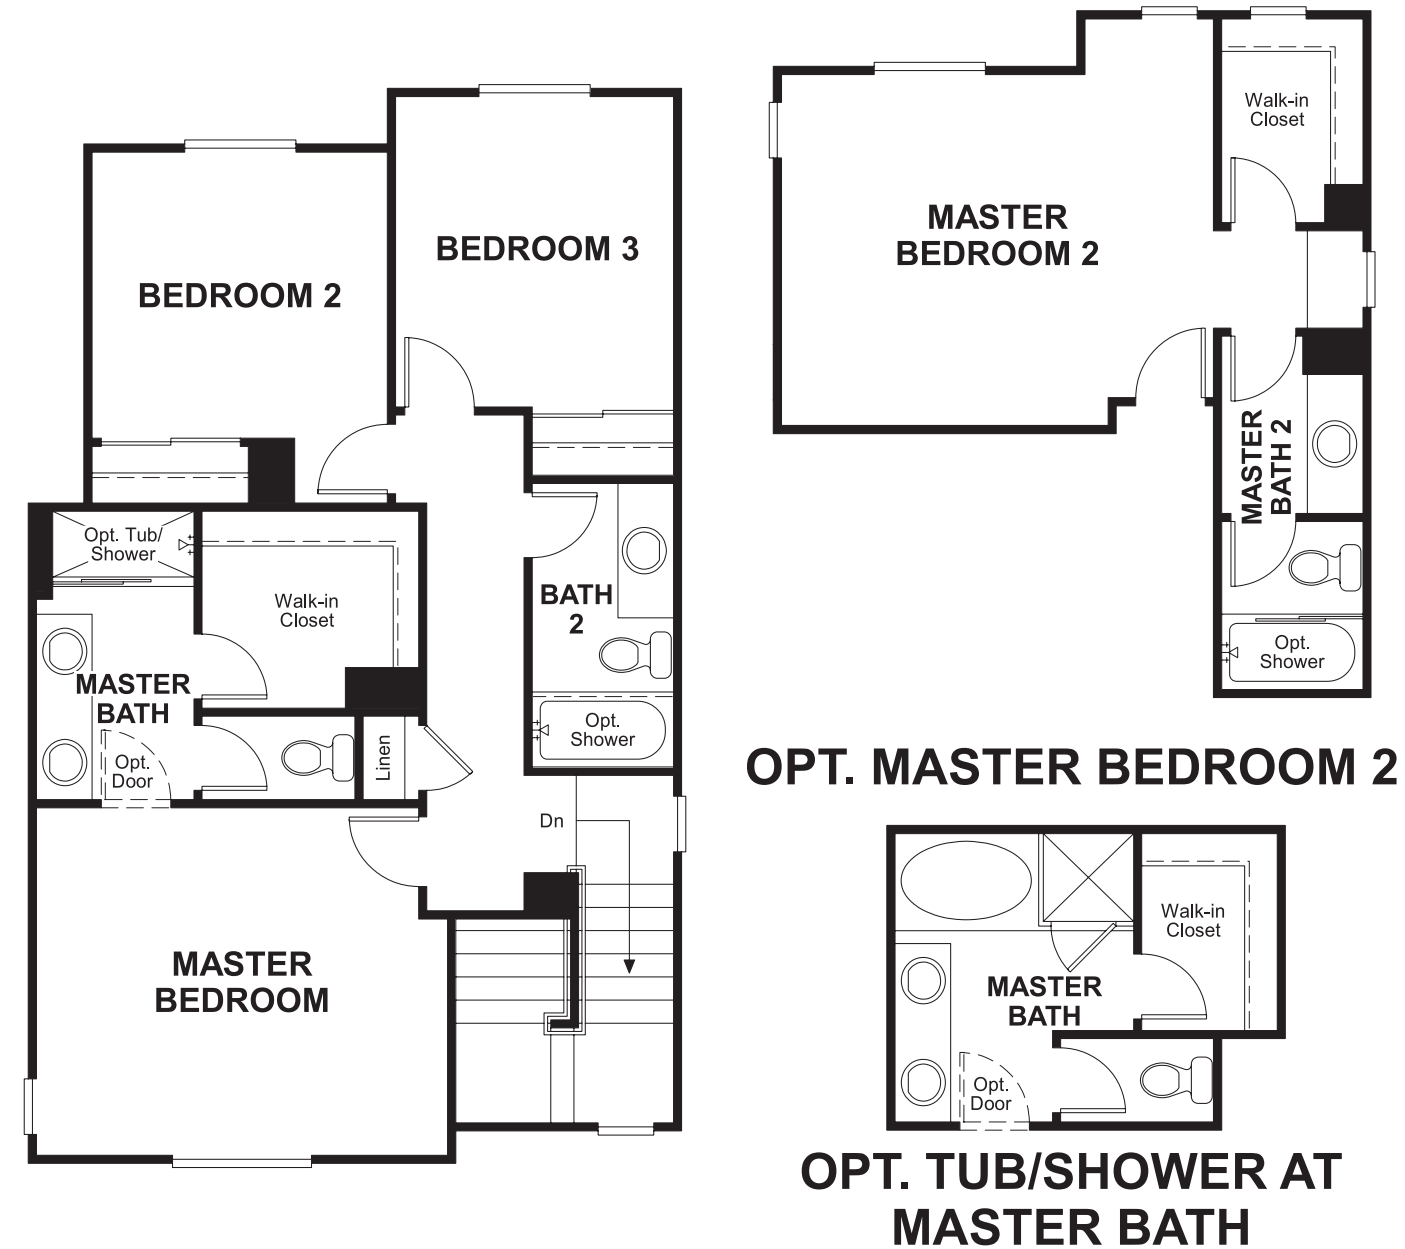 BEDROOM 3
BEDROOM 2
Opt. Tub/
Shower
Walk-in
Closet
BATH
2
MASTER
BATH
Opt.
Door
Linen
Opt.
Shower
Dn
MASTER
BEDROOM
Walk-in
Closet
MASTER
BEDROOM 2
MASTER
BATH 2
Opt.
Shower
OPT. MASTER BEDROOM 2
Walk-in
Closet
MASTER
BATH
Opt.
Door
OPT. TUB/SHOWER AT
MASTER BATH